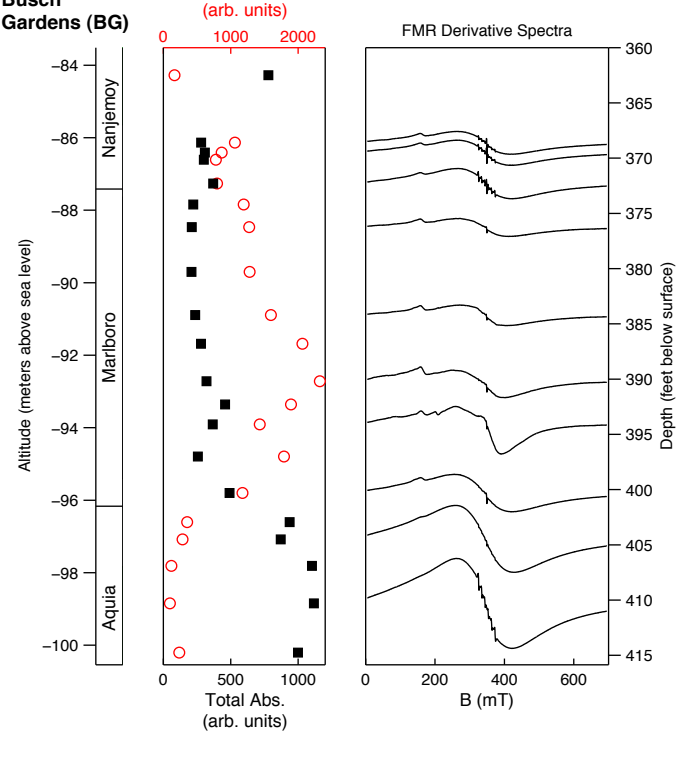 Gardens (BG)
(arb. units)
0 1000 2000
FMR Derivative Spectra
Altitude (meters above sea level)
−84
−86
−88
−90
−92
−94
−96
−98
−100
Nanjemoy
Marlboro
Aquia
0 500 1000
Total Abs.
(arb. units)
0 200 400 600
B (mT)
360
365
370
375
380
385
390
395
400
405
410
415
Depth (feet below surface)